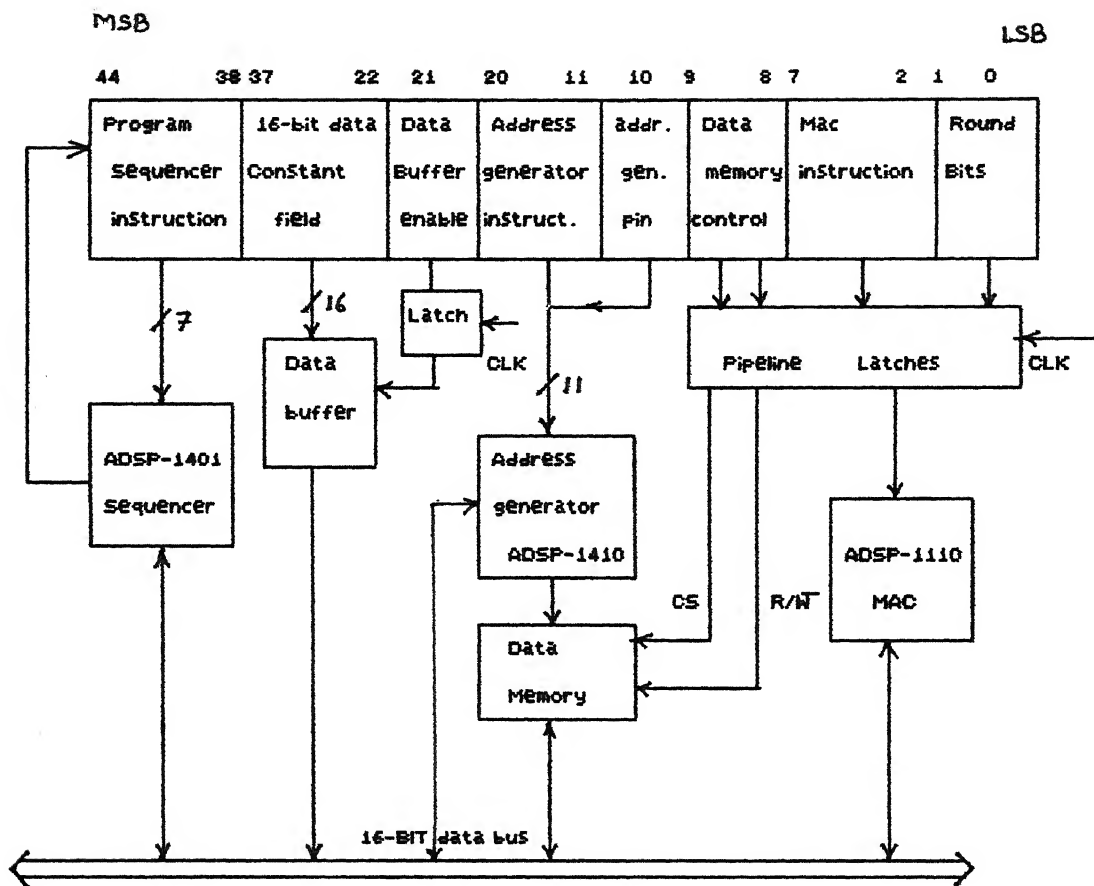 MSB
LSB
44 38 37 22 21 20 11 10 9 8 7 2 1 0
Program
Sequencer
instruction
16-bit data
Constant
field
Data
Buffer
enable
Address
generator
instruct.
addr.
gen.
pin
Data
memory
control
Mac
instruction
Round
Bits
7
16
Latch
CLK
11
Pipeline Latches
CLK
Data
buffer
ADSP-1401
Sequencer
Address
generator
ADSP-1410
CS
R/W
ADSP-1110
MAC
Data
Memory
16-BIT data bus